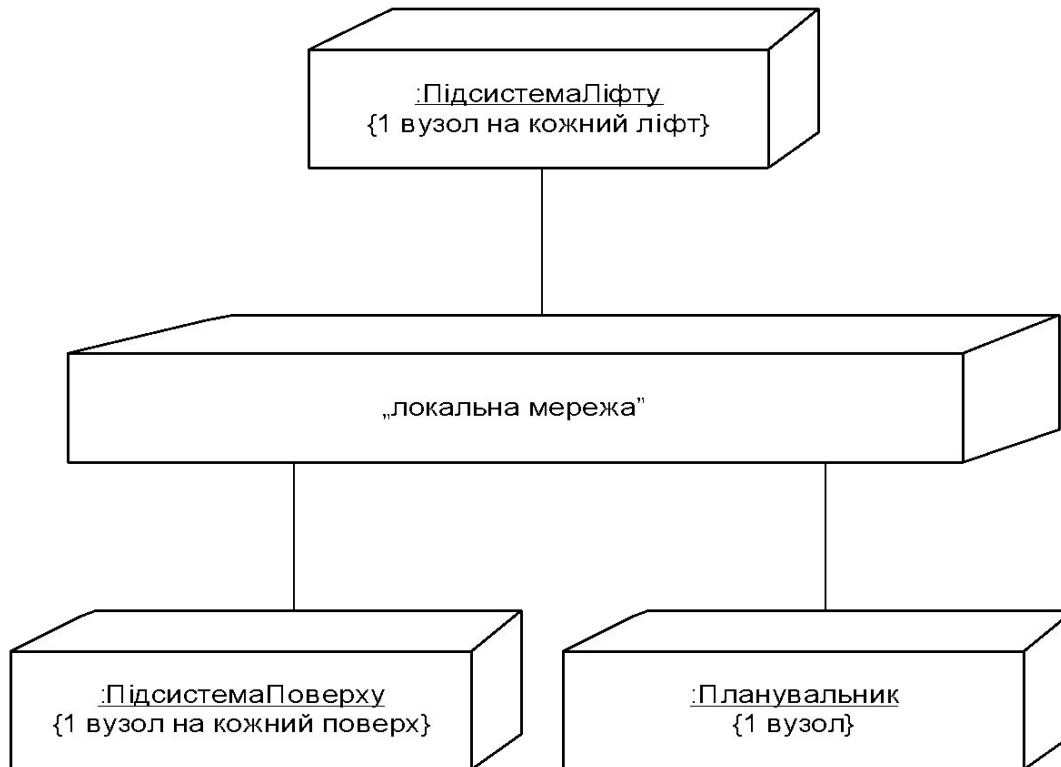 :ПідсистемаЛіфту
{1 вузол на кожний ліфт}
„локальна мережа”
:ПідсистемаПоверху
{1 вузол на кожний поверх}
:Планувальник
{1 вузол}